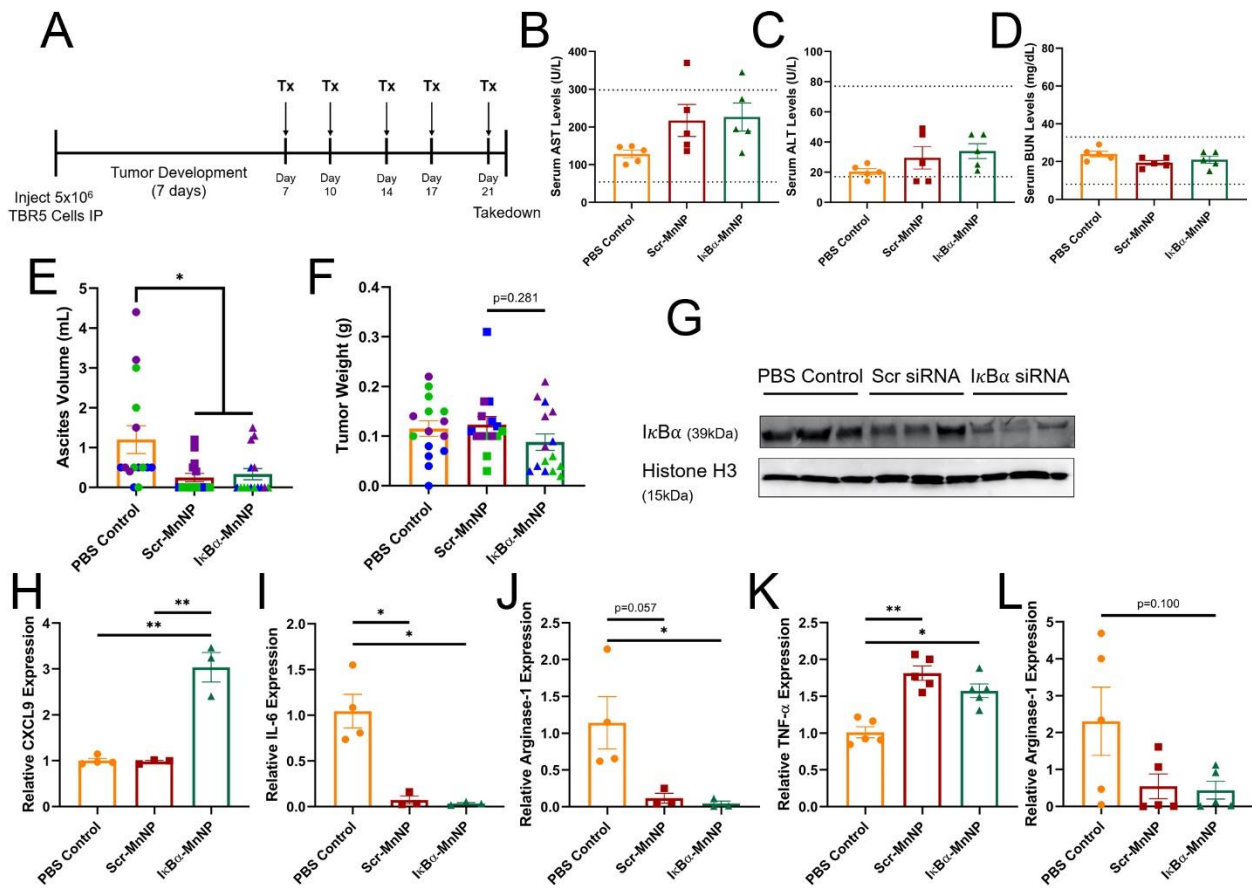 A
Tx
Tx
Tx
Tx
Tx
Tumor Development
(7 days)
Day
7
Day
10
Day
14
Day
17
Day
21
Inject 5x10⁶
TBR5 Cells IP
Takedown
B
Serum AST Levels (U/L)
400
300
200
100
0
PBS Control
Scr-MnNP
IκBα-MnNP
C
Serum ALT Levels (U/L)
100
80
60
40
20
0
PBS Control
Scr-MnNP
IκBα-MnNP
D
Serum BUN Levels (mg/dL)
80
60
40
20
0
PBS Control
Scr-MnNP
IκBα-MnNP
E
Ascites Volume (mL)
5
4
3
2
1
0
*
PBS Control
Scr-MnNP
IκBα-MnNP
F
Tumor Weight (g)
0.4
0.3
0.2
0.1
0.0
p=0.281
PBS Control
Scr-MnNP
IκBα-MnNP
G
PBS Control Scr siRNA IκBα siRNA
IκBα (39kDa)
Histone H3
(15kDa)
H
Relative CXCL9 Expression
4
3
2
1
0
**
**
PBS Control
Scr-MnNP
IκBα-MnNP
I
Relative IL-6 Expression
2.0
1.5
1.0
0.5
0.0
*
*
PBS Control
Scr-MnNP
IκBα-MnNP
J
Relative Arginase-1 Expression
2.5
2.0
1.5
1.0
0.5
0.0
p=0.057
*
PBS Control
Scr-MnNP
IκBα-MnNP
K
Relative TNF-α Expression
2.5
2.0
1.5
1.0
0.5
0.0
**
*
PBS Control
Scr-MnNP
IκBα-MnNP
L
Relative Arginase-1 Expression
5
4
3
2
1
0
p=0.100
PBS Control
Scr-MnNP
IκBα-MnNP